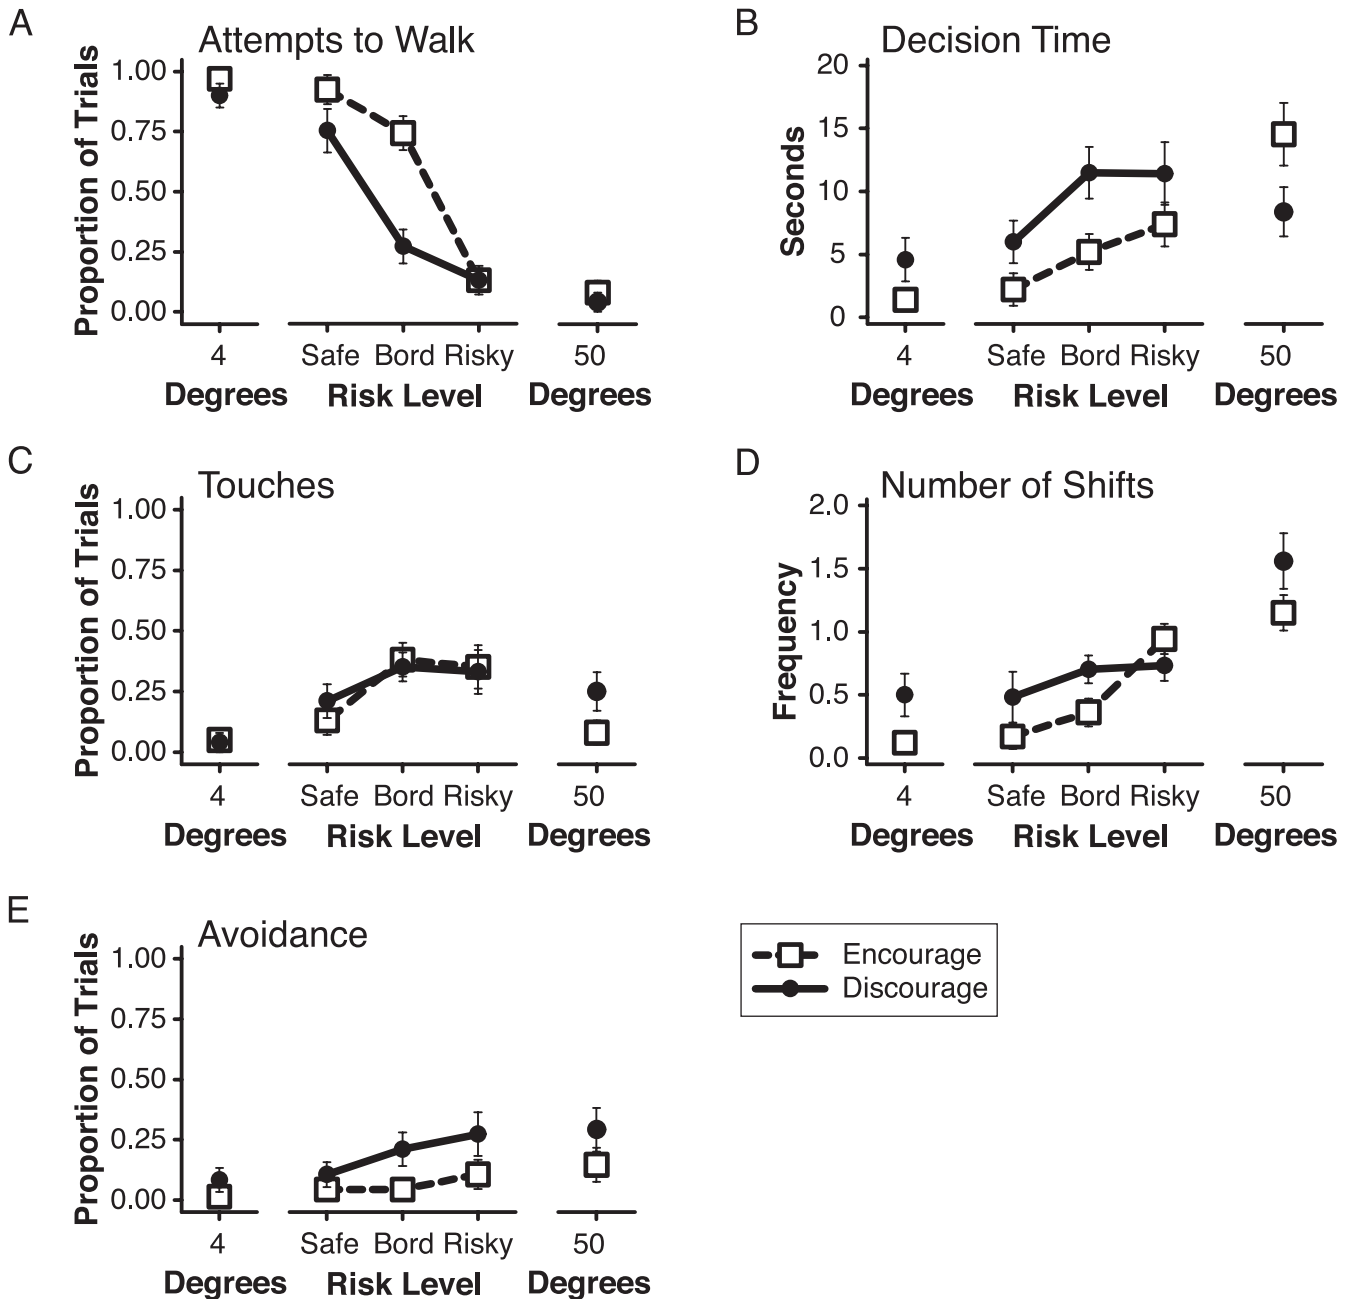 A
Attempts to Walk
Proportion of Trials
1.00
0.75
0.50
0.25
0.00
4
Safe Bord Risky
50
Degrees
Risk Level
Degrees
B
Decision Time
Seconds
20
15
10
5
0
4
Safe Bord Risky
50
Degrees
Risk Level
Degrees
C
Touches
Proportion of Trials
1.00
0.75
0.50
0.25
0.00
4
Safe Bord Risky
50
Degrees
Risk Level
Degrees
D
Number of Shifts
Frequency
2.0
1.5
1.0
0.5
0.0
4
Safe Bord Risky
50
Degrees
Risk Level
Degrees
E
Avoidance
Proportion of Trials
1.00
0.75
0.50
0.25
0.00
4
Safe Bord Risky
50
Degrees
Risk Level
Degrees
Encourage
Discourage